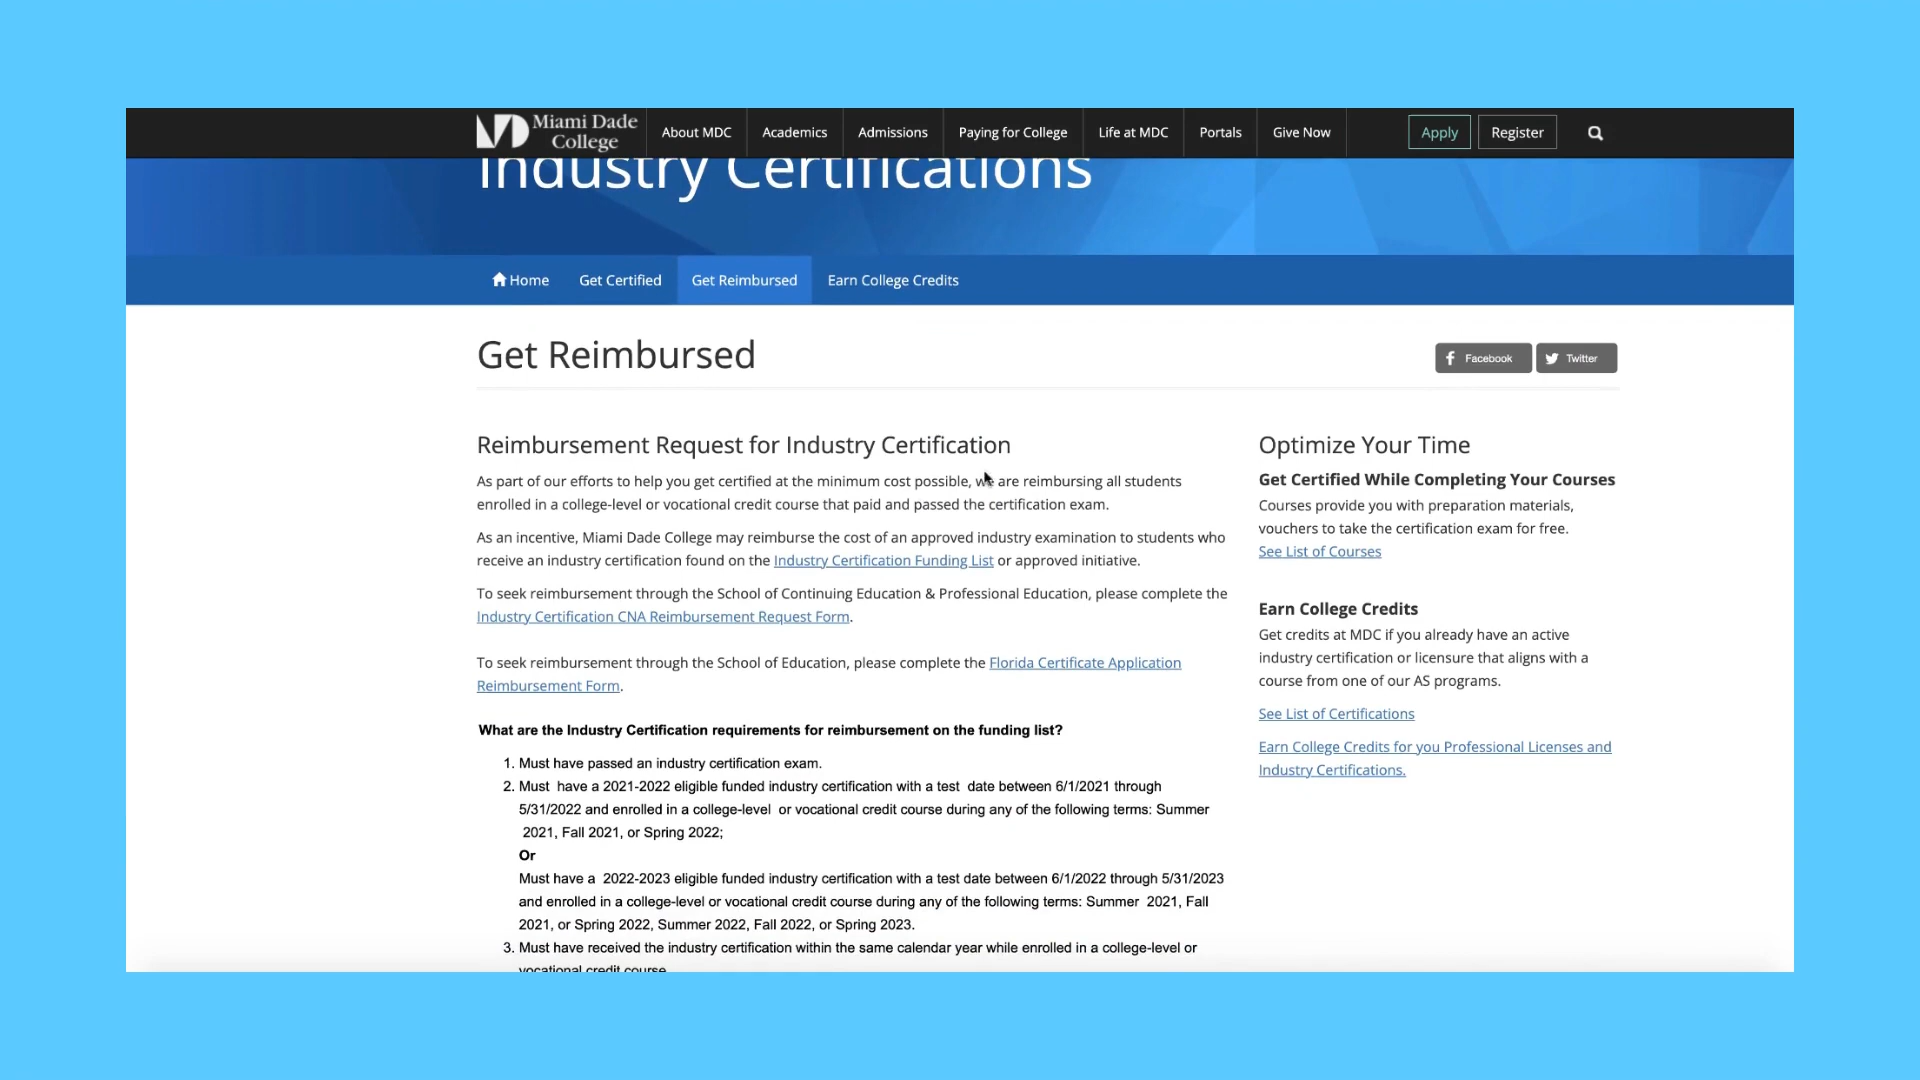 Miami Dade
College
About MDC
Academics
Admissions
Paying for College
Life at MDC
Portals
Give Now
Apply
Register
Industry Certifications
Home
Get Certified
Get Reimbursed
Earn College Credits
Get Reimbursed
Facebook
Twitter
Reimbursement Request for Industry Certification
As part of our efforts to help you get certified at the minimum cost possible, we are reimbursing all students
enrolled in a college-level or vocational credit course that paid and passed the certification exam.
As an incentive, Miami Dade College may reimburse the cost of an approved industry examination to students who
receive an industry certification found on the Industry Certification Funding List or approved initiative.
To seek reimbursement through the School of Continuing Education & Professional Education, please complete the
Industry Certification CNA Reimbursement Request Form.
To seek reimbursement through the School of Education, please complete the Florida Certificate Application
Reimbursement Form.
What are the Industry Certification requirements for reimbursement on the funding list?
1. Must have passed an industry certification exam.
2. Must have a 2021-2022 eligible funded industry certification with a test date between 6/1/2021 through
5/31/2022 and enrolled in a college-level or vocational credit course during any of the following terms: Summer
2021, Fall 2021, or Spring 2022;
Or
Must have a 2022-2023 eligible funded industry certification with a test date between 6/1/2022 through 5/31/2023
and enrolled in a college-level or vocational credit course during any of the following terms: Summer 2021, Fall
2021, or Spring 2022, Summer 2022, Fall 2022, or Spring 2023.
3. Must have received the industry certification within the same calendar year while enrolled in a college-level or
vocational credit course.
Optimize Your Time
Get Certified While Completing Your Courses
Courses provide you with preparation materials,
vouchers to take the certification exam for free.
See List of Courses
Earn College Credits
Get credits at MDC if you already have an active
industry certification or licensure that aligns with a
course from one of our AS programs.
See List of Certifications
Earn College Credits for you Professional Licenses and
Industry Certifications.